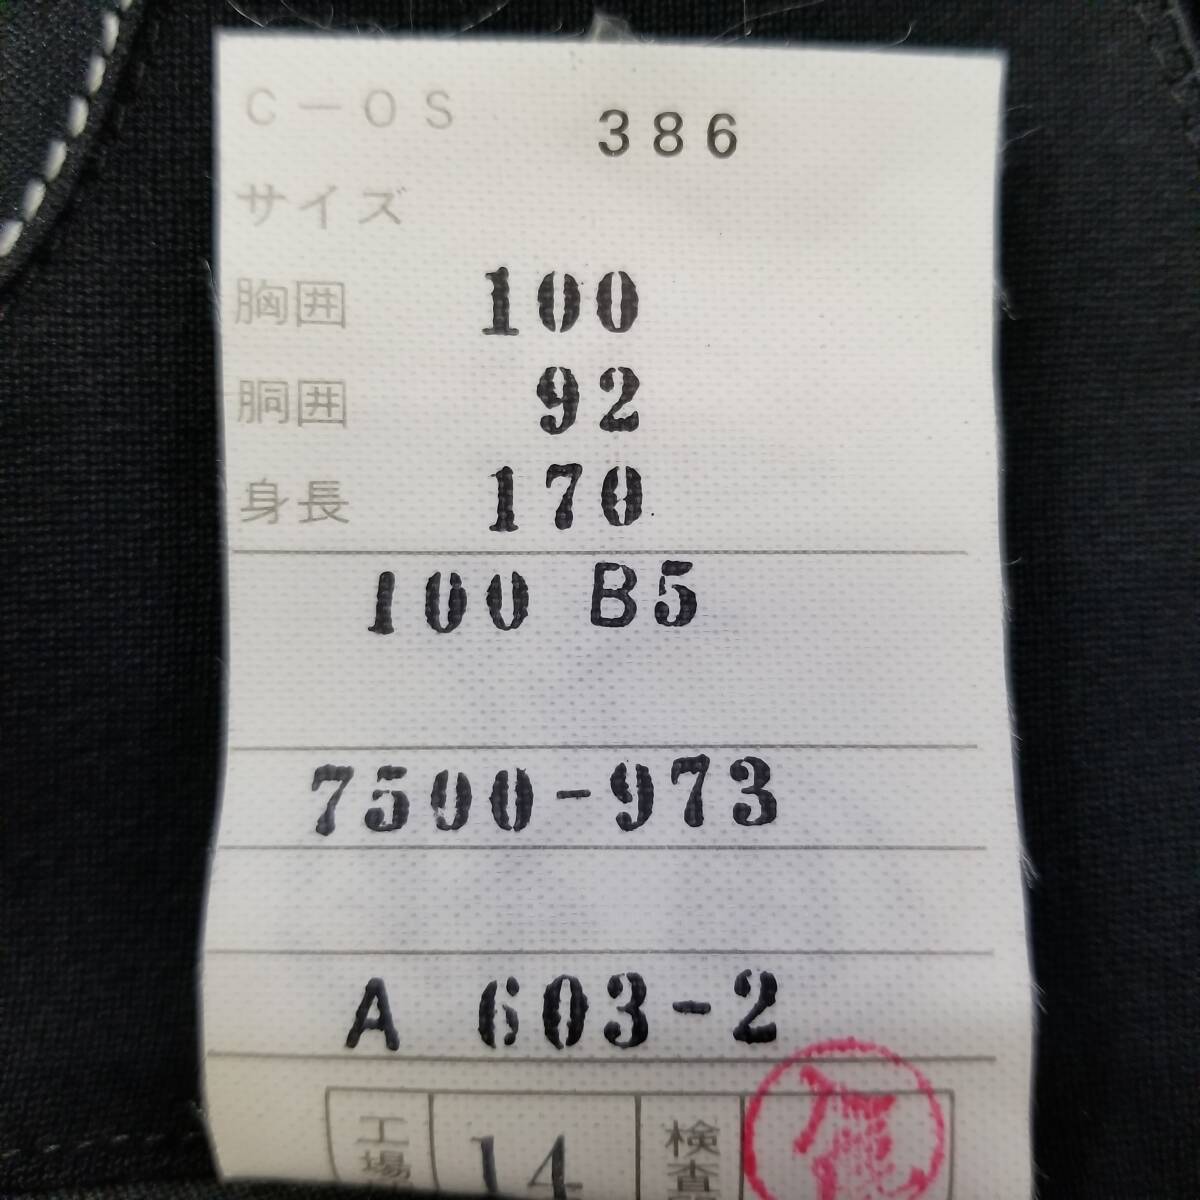 C－OS 386
サイズ
胸囲 100
胴囲 92
身長 170
100 B5
7500-973
A 603-2
工場 14 検査